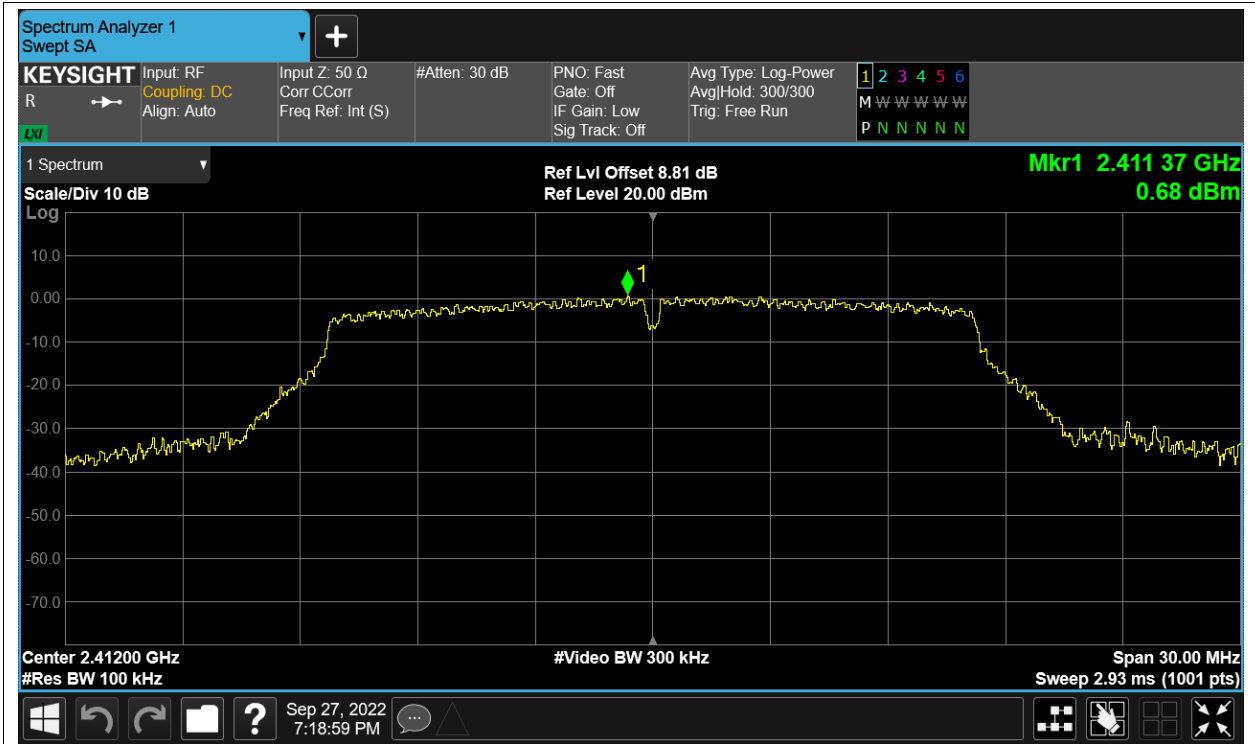 Spectrum Analyzer 1
Swept SA
KEYSIGHT
R
LXI
Input: RF
Coupling: DC
Align: Auto
Input Z: 50 Ω
Corr CCorr
Freq Ref: Int (S)
#Atten: 30 dB
PNO: Fast
Gate: Off
IF Gain: Low
Sig Track: Off
Avg Type: Log-Power
Avg|Hold: 300/300
Trig: Free Run
1 2 3 4 5 6
M W W W W W
P N N N N N
1 Spectrum
Scale/Div 10 dB
Log
Ref Lvl Offset 8.81 dB
Ref Level 20.00 dBm
Mkr1 2.411 37 GHz
0.68 dBm
10.0
0.00
-10.0
-20.0
-30.0
-40.0
-50.0
-60.0
-70.0
1
Center 2.41200 GHz
#Res BW 100 kHz
#Video BW 300 kHz
Span 30.00 MHz
Sweep 2.93 ms (1001 pts)
?
Sep 27, 2022
7:18:59 PM